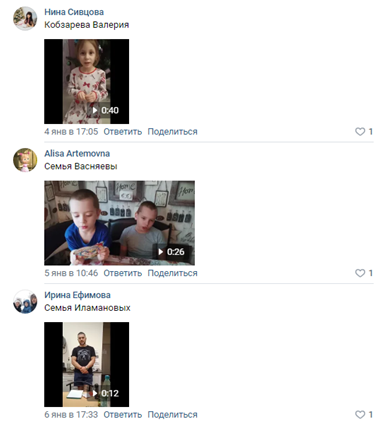 Нина Сивцова
Кобзарева Валерия
0:40
4 янв в 17:05 Ответить Поделиться 1
Alisa Artemovna
Семья Васняевы
0:26
5 янв в 10:46 Ответить Поделиться 1
Ирина Ефимова
Семья Иламановых
0:12
6 янв в 17:33 Ответить Поделиться 1